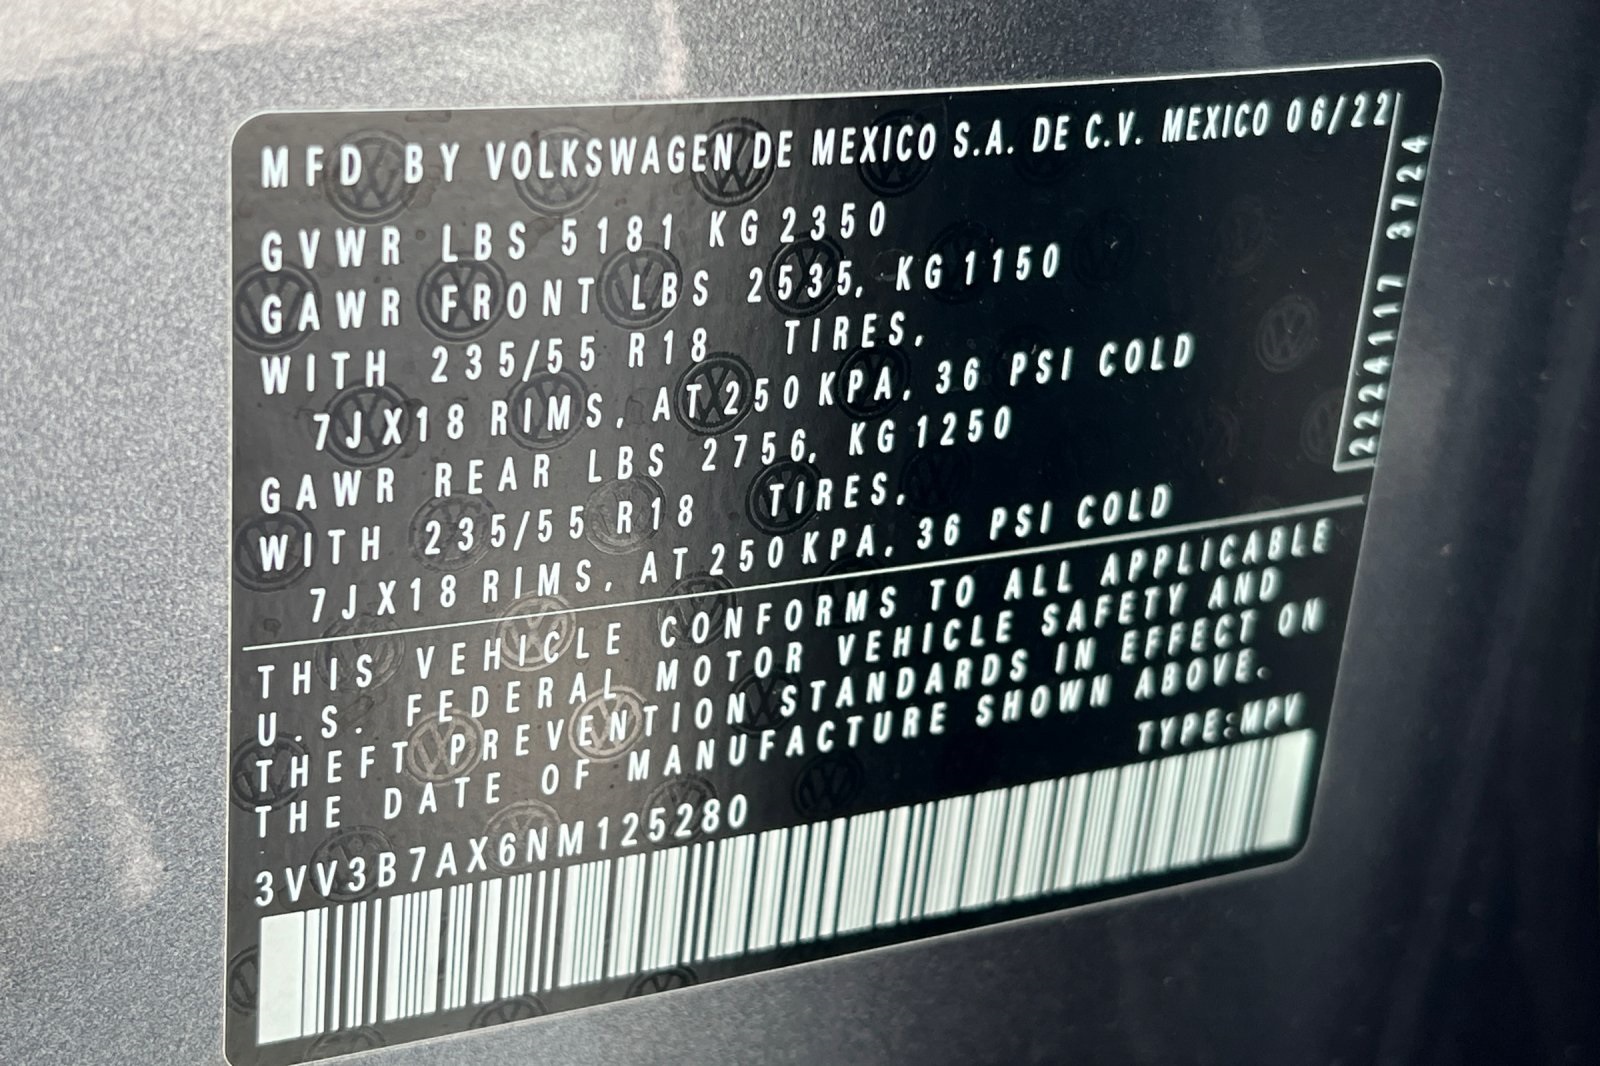 MFD BY VOLKSWAGEN DE MEXICO S.A. DE C.V. MEXICO 06/22
GVWR LBS 5181 KG 2350
GAWR FRONT LBS 2535, KG 1150
WITH 235/55 R18 TIRES,
7JX18 RIMS, AT 250 KPA, 36 PSI COLD
GAWR REAR LBS 2756, KG 1250
WITH 235/55 R18 TIRES,
7JX18 RIMS, AT 250 KPA, 36 PSI COLD
2224117 3724
THIS VEHICLE CONFORMS TO ALL APPLICABLE
U.S. FEDERAL MOTOR VEHICLE SAFETY AND
THEFT PREVENTION STANDARDS IN EFFECT ON
THE DATE OF MANUFACTURE SHOWN ABOVE.
TYPE:MPV
3VV3B7AX6NM125280